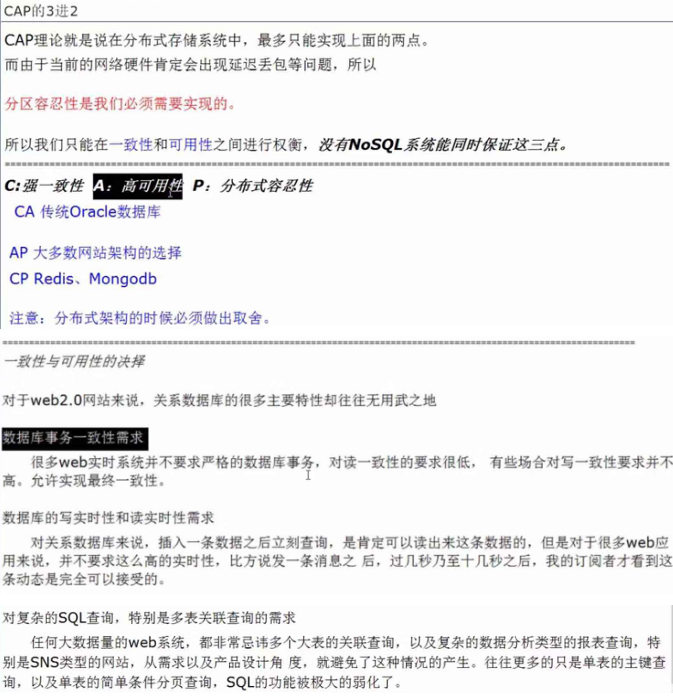 CAP的3进2
CAP理论就是说在分布式存储系统中，最多只能实现上面的两点。
而由于当前的网络硬件肯定会出现延迟丢包等问题，所以
分区容忍性是我们必须需要实现的。
所以我们只能在一致性和可用性之间进行权衡，没有NoSQL系统能同时保证这三点。
C:强一致性 A：高可用性 P：分布式容忍性
CA 传统Oracle数据库
AP 大多数网站架构的选择
CP Redis、Mongodb
注意：分布式架构的时候必须做出取舍。
一致性与可用性的决择
对于web2.0网站来说，关系数据库的很多主要特性却往往无用武之地
数据库事务一致性需求
很多web实时系统并不要求严格的数据库事务，对读一致性的要求很低， 有些场合对写一致性要求并不
高。允许实现最终一致性。
数据库的写实时性和读实时性需求
对关系数据库来说，插入一条数据之后立刻查询，是肯定可以读出来这条数据的，但是对于很多web应
用来说，并不要求这么高的实时性，比方说发一条消息之 后，过几秒乃至十几秒之后，我的订阅者才看到这
条动态是完全可以接受的。
对复杂的SQL查询，特别是多表关联查询的需求
任何大数据量的web系统，都非常忌讳多个大表的关联查询，以及复杂的数据分析类型的报表查询，特
别是SNS类型的网站，从需求以及产品设计角 度，就避免了这种情况的产生。往往更多的只是单表的主键查
询，以及单表的简单条件分页查询，SQL的功能被极大的弱化了。